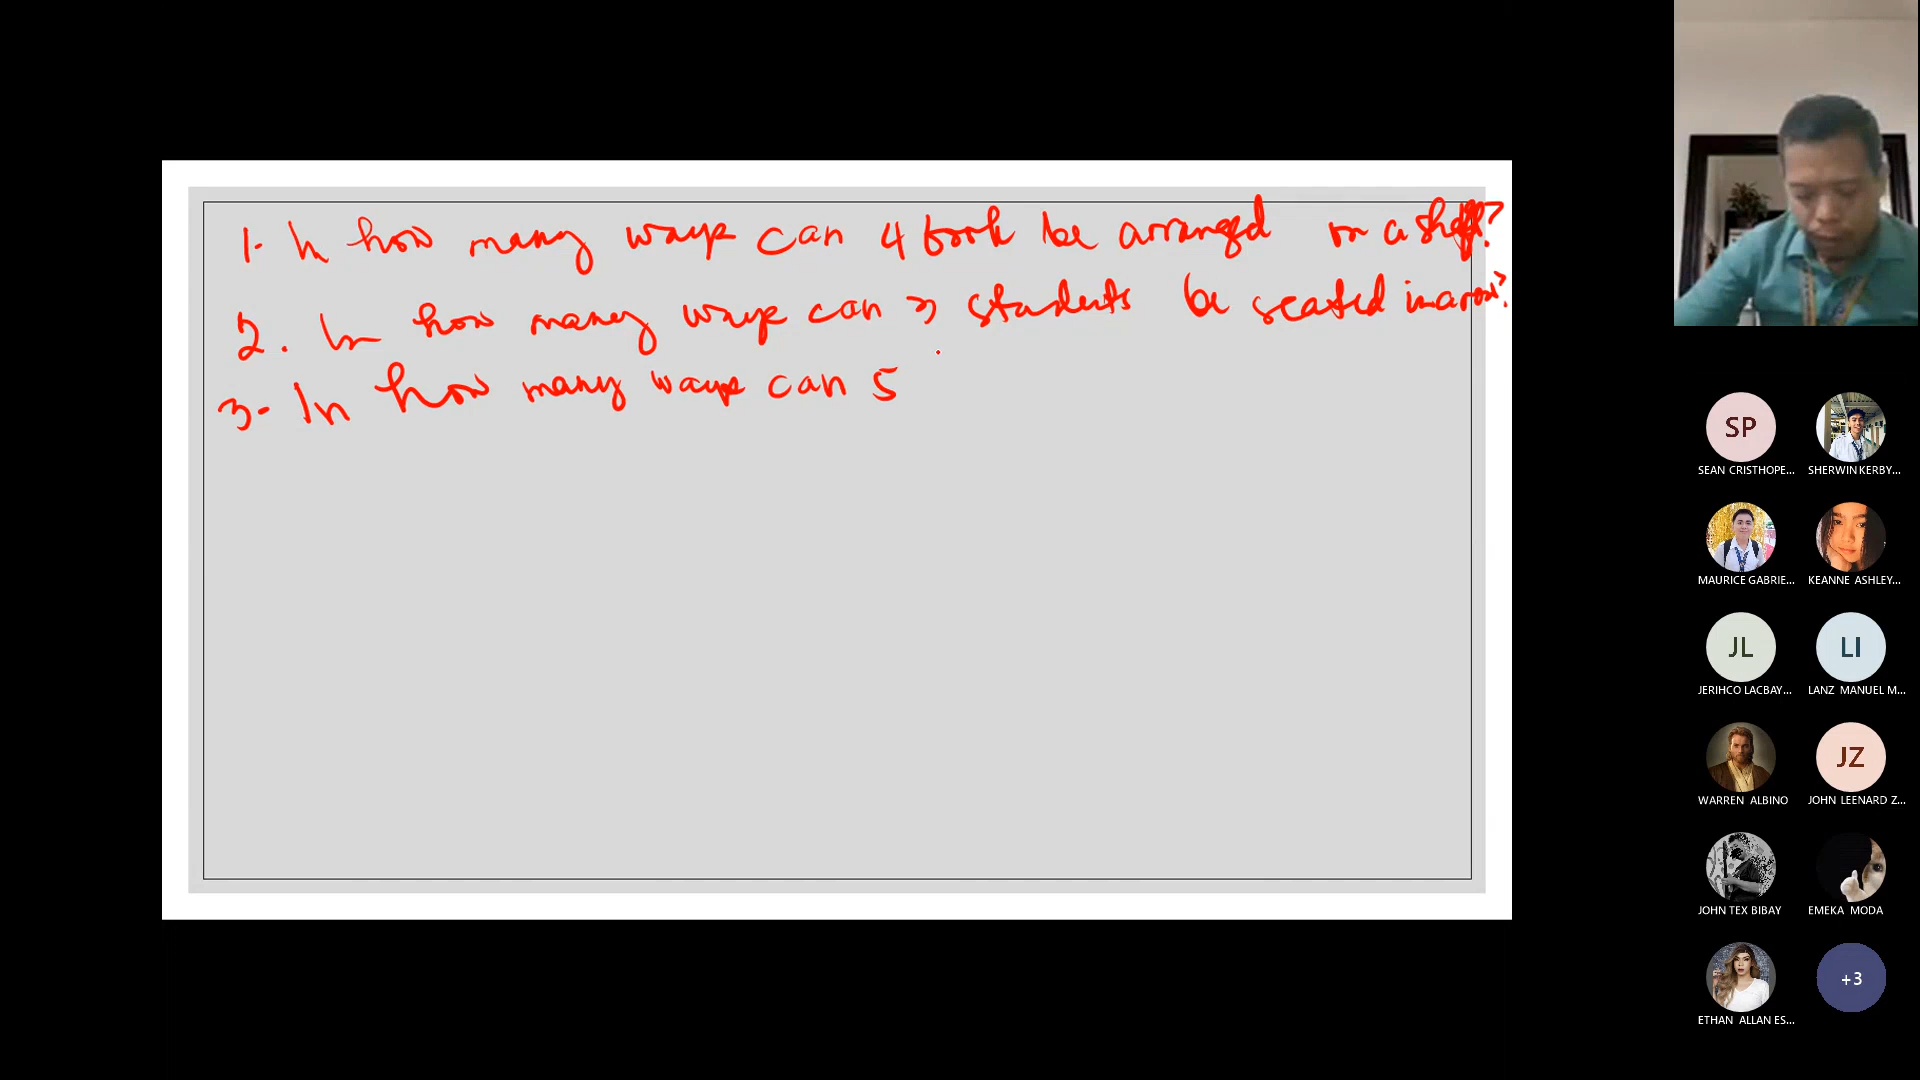 1. In how many ways can 4 book be arranged on a shelf?
2. In how many ways can 3 students be seated in a row?
3. In how many ways can 5
SP
SEAN CRISTHOPE...
SHERWIN KERBY...
MAURICE GABRIE...
KEANNE ASHLEY...
JL
JERIHCO LACBAY...
LI
LANZ MANUEL M...
WARREN ALBINO
JZ
JOHN LEENARD Z...
JOHN TEX BIBAY
EMEKA MODA
ETHAN ALLAN ES...
+3